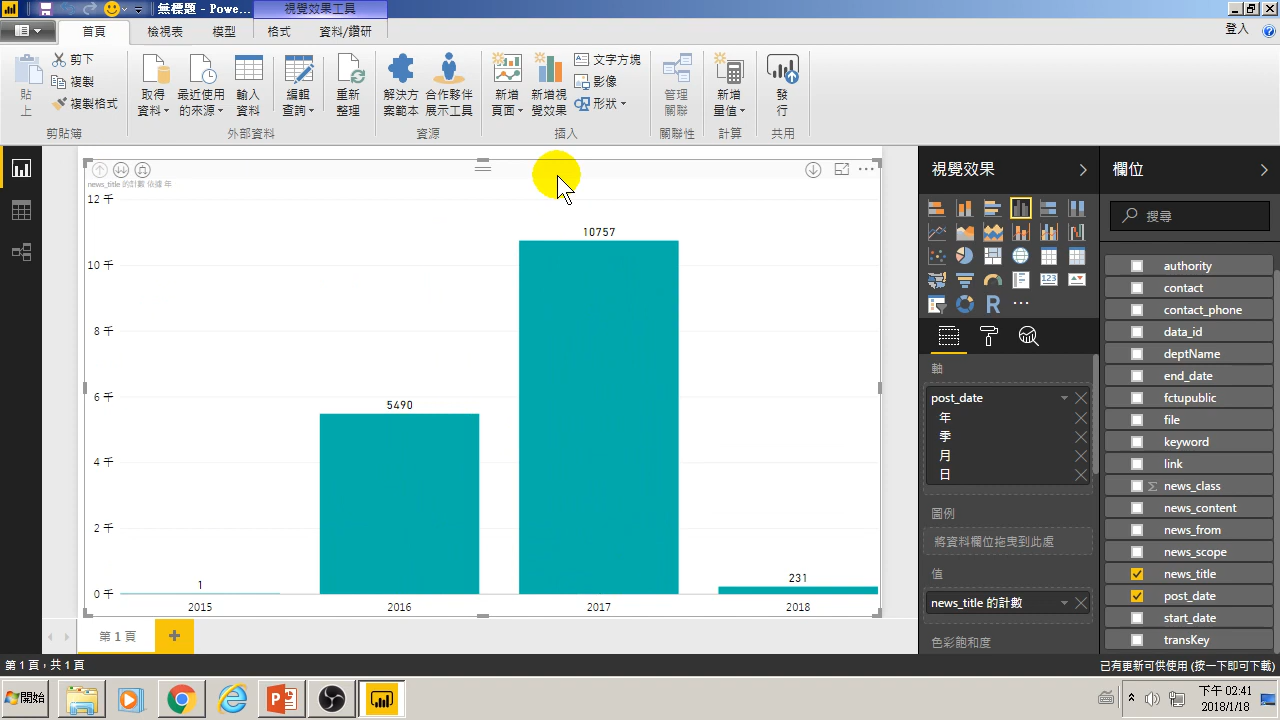 無標題 - Powe...
視覺效果工具
首頁
檢視表
模型
格式
資料/鑽研
登入
貼上
剪下
複製
複製格式
剪貼簿
取得資料
最近使用的來源
輸入資料
編輯查詢
重新整理
外部資料
解決方案範本
合作夥伴展示工具
資源
新增頁面
新增視覺效果
文字方塊
影像
形狀
插入
管理關聯
關聯性
新增量值
計算
發行
共用
news_title 的計數 依據 年
12 千
10 千
8 千
6 千
4 千
2 千
0 千
1
5490
10757
231
2015
2016
2017
2018
視覺效果
R
123
軸
post_date
年
季
月
日
圖例
將資料欄位拖曳到此處
值
news_title 的計數
色彩飽和度
欄位
搜尋
authority
contact
contact_phone
data_id
deptName
end_date
fctupublic
file
keyword
link
Σ news_class
news_content
news_from
news_scope
news_title
post_date
start_date
transKey
第 1 頁
第 1 頁，共 1 頁
已有更新可供使用 (按一下即可下載)
開始
下午 02:41
2018/1/18